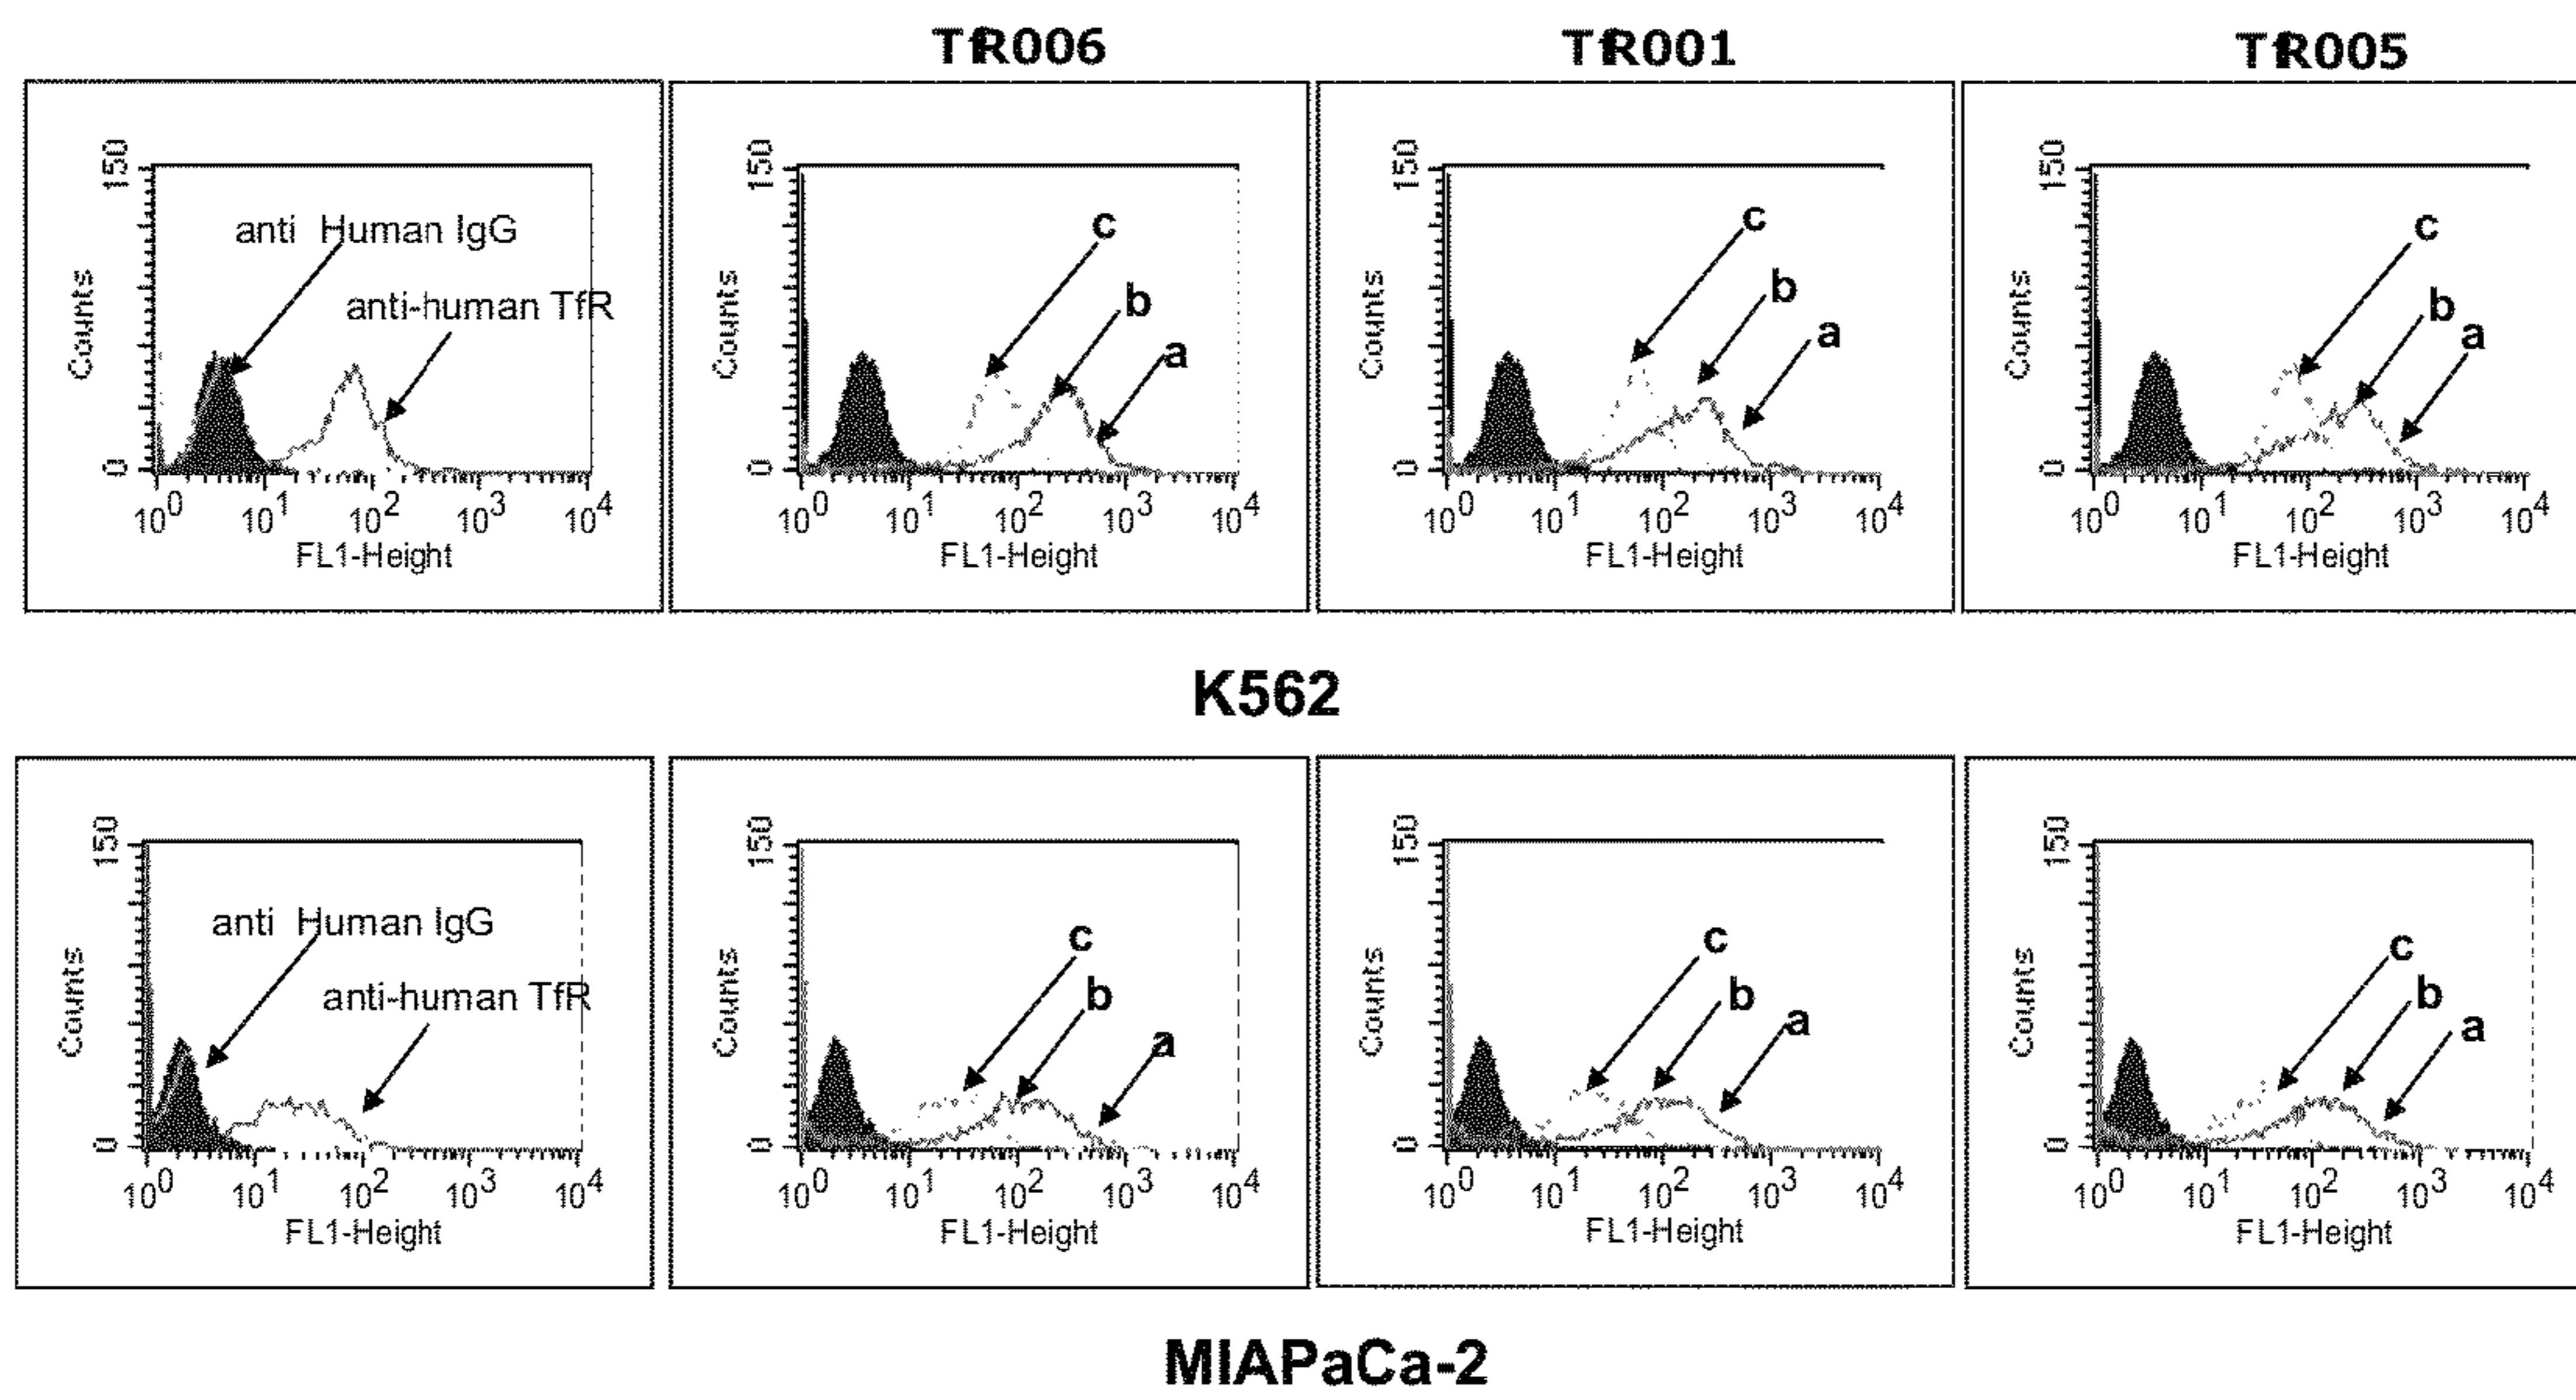 TfR006 TfR001 TfR005
150 Counts 0 anti Human IgG anti-human TfR 10^0 10^1 10^2 10^3 10^4 FL1-Height
150 Counts 0 c b a 10^0 10^1 10^2 10^3 10^4 FL1-Height
150 Counts 0 c b a 10^0 10^1 10^2 10^3 10^4 FL1-Height
150 Counts 0 c b a 10^0 10^1 10^2 10^3 10^4 FL1-Height
K562
150 Counts 0 anti Human IgG anti-human TfR 10^0 10^1 10^2 10^3 10^4 FL1-Height
150 Counts 0 c b a 10^0 10^1 10^2 10^3 10^4 FL1-Height
150 Counts 0 c b a 10^0 10^1 10^2 10^3 10^4 FL1-Height
150 Counts 0 c b a 10^0 10^1 10^2 10^3 10^4 FL1-Height
MIAPaCa-2